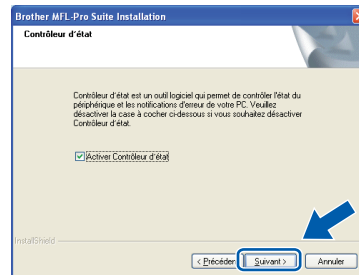 Brother MFL-Pro Suite Installation
Contrôleur d'état
Contrôleur d'état est un outil logiciel qui permet de contrôler l'état du
périphérique et les notifications d'erreur de votre PC. Veuillez
désactiver la case à cocher ci-dessous si vous souhaitez désactiver
Contrôleur d'état.
Activer Contrôleur d'état
InstallShield
< Précéden Suivant > Annuler